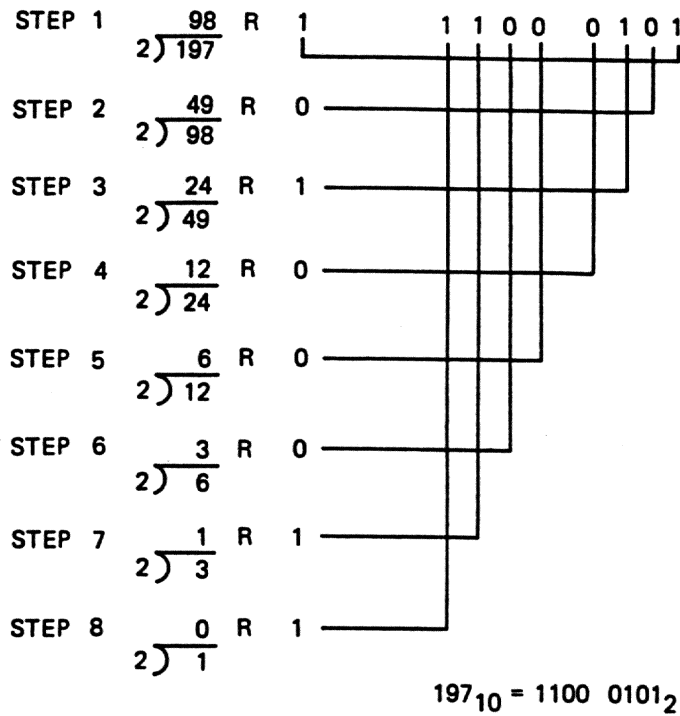 STEP 1 98 R 1 1 1 0 0 0 1 0 1
2) 197
STEP 2 49 R 0
2) 98
STEP 3 24 R 1
2) 49
STEP 4 12 R 0
2) 24
STEP 5 6 R 0
2) 12
STEP 6 3 R 0
2) 6
STEP 7 1 R 1
2) 3
STEP 8 0 R 1
2) 1
197₁₀ = 1100 0101₂